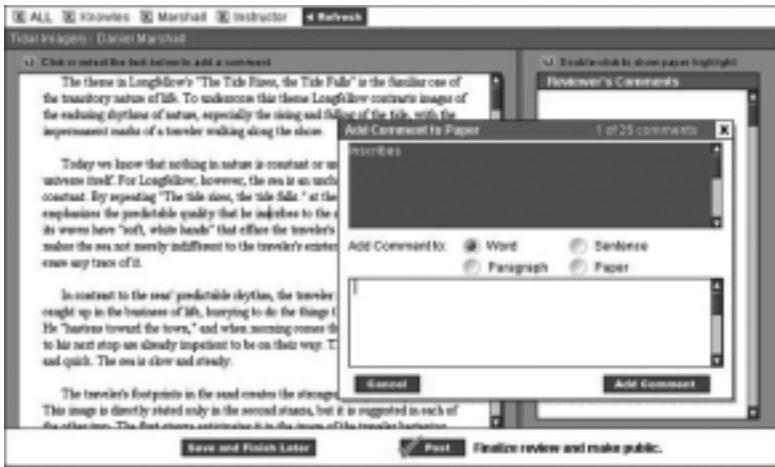 ALL Knowles Marshall Instructor Refresh
Tidal Imagery - Daniel Marshall
Click or select the text below to add a comment
Double-click to show paper highlight
The theme in Longfellow's "The Tide Rises, the Tide Falls" is the familiar one of
the transitory nature of life. To underscore this theme Longfellow contrasts images of
the enduring rhythms of nature, especially the rising and falling of the tide, with the
impermanent marks of a traveler walking along the shore.
Today we know that nothing in nature is constant or
universe itself. For Longfellow, however, the sea is an
constant. By repeating "The tide rises, the tide falls." at the
emphasizes the predictable quality that he inscribes to the
its waves have "soft, white hands" that efface the traveler's
makes the sea not merely indifferent to the traveler's
erase any trace of it.
In contrast to the seas' predictable rhythm, the traveler
caught up in the business of life, hurrying to do the things
He "hastens toward the town," and when morning comes
to his next stop are already impatient to be on their way.
and quick. The sea is slow and steady.
The traveler's footprints in the sand creates the
This image is directly stated only in the second stanza, but it is suggested in each of
the other two. The first stanza anticipates it in the image of the traveler hastening
Reviewer's Comments
Add Comment to Paper 1 of 25 comments X
inscribes
Add Comment to: Word Sentence
Paragraph Paper
Cancel Add Comment
Save and Finish Later Post Finalize review and make public.